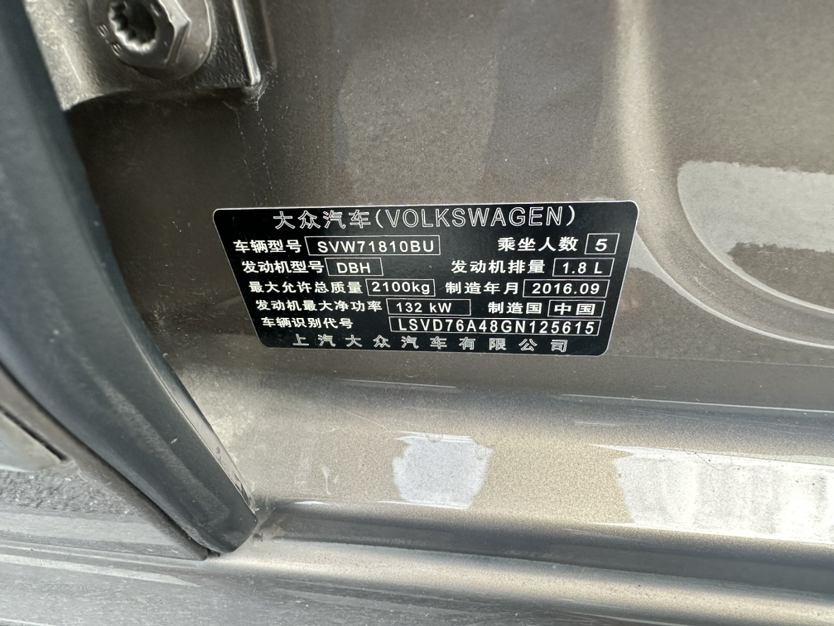 大众汽车(VOLKSWAGEN)
车辆型号 SVW71810BU 乘坐人数 5
发动机型号 DBH 发动机排量 1.8 L
最大允许总质量 2100kg 制造年月 2016.09
发动机最大净功率 132 kW 制造国 中国
车辆识别代号 LSVD76A48GN125615
上汽大众汽车有限公司